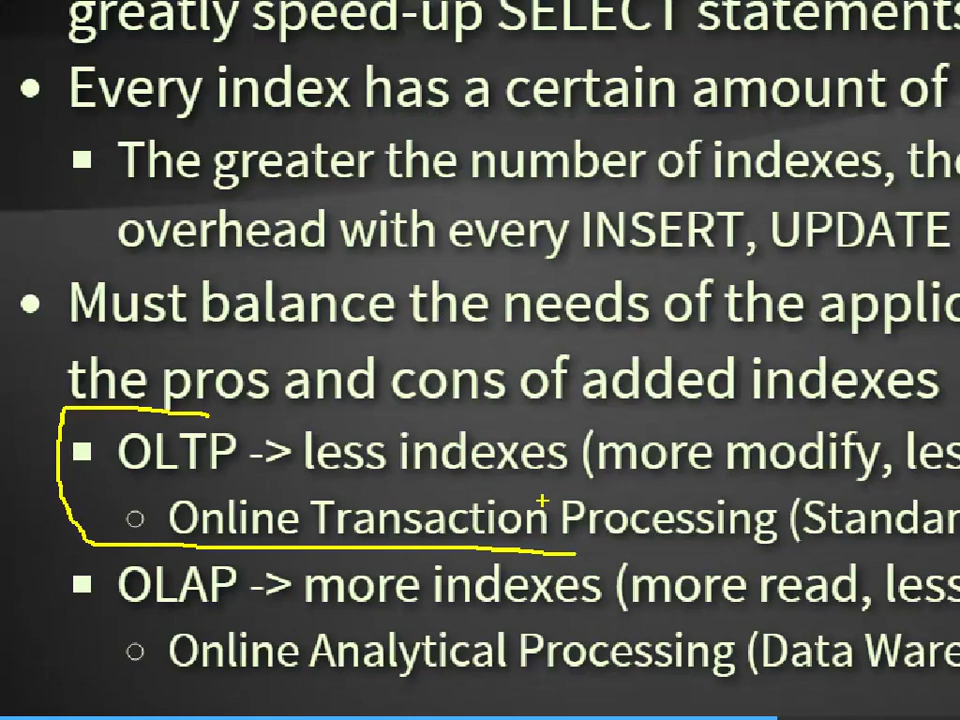 greatly speed-up SELECT statements
• Every index has a certain amount of
▪ The greater the number of indexes, the
overhead with every INSERT, UPDATE
• Must balance the needs of the applic
the pros and cons of added indexes
▪ OLTP -> less indexes (more modify, les
○ Online Transaction Processing (Standar
▪ OLAP -> more indexes (more read, less
○ Online Analytical Processing (Data Ware